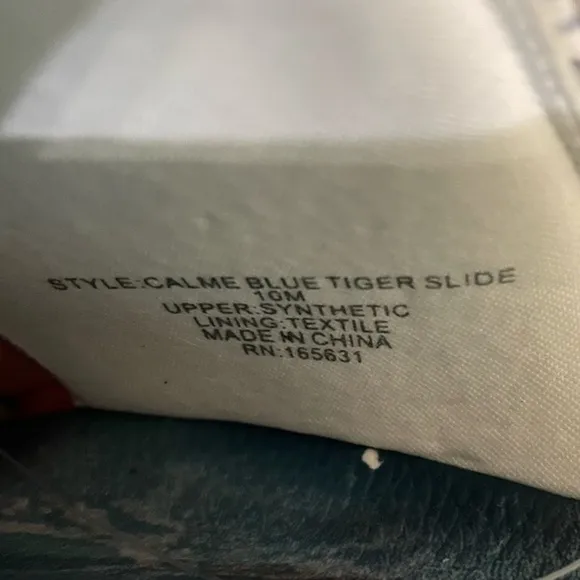 STYLE:CALME BLUE TIGER SLIDE
10M
UPPER:SYNTHETIC
LINING:TEXTILE
MADE IN CHINA
RN:165631